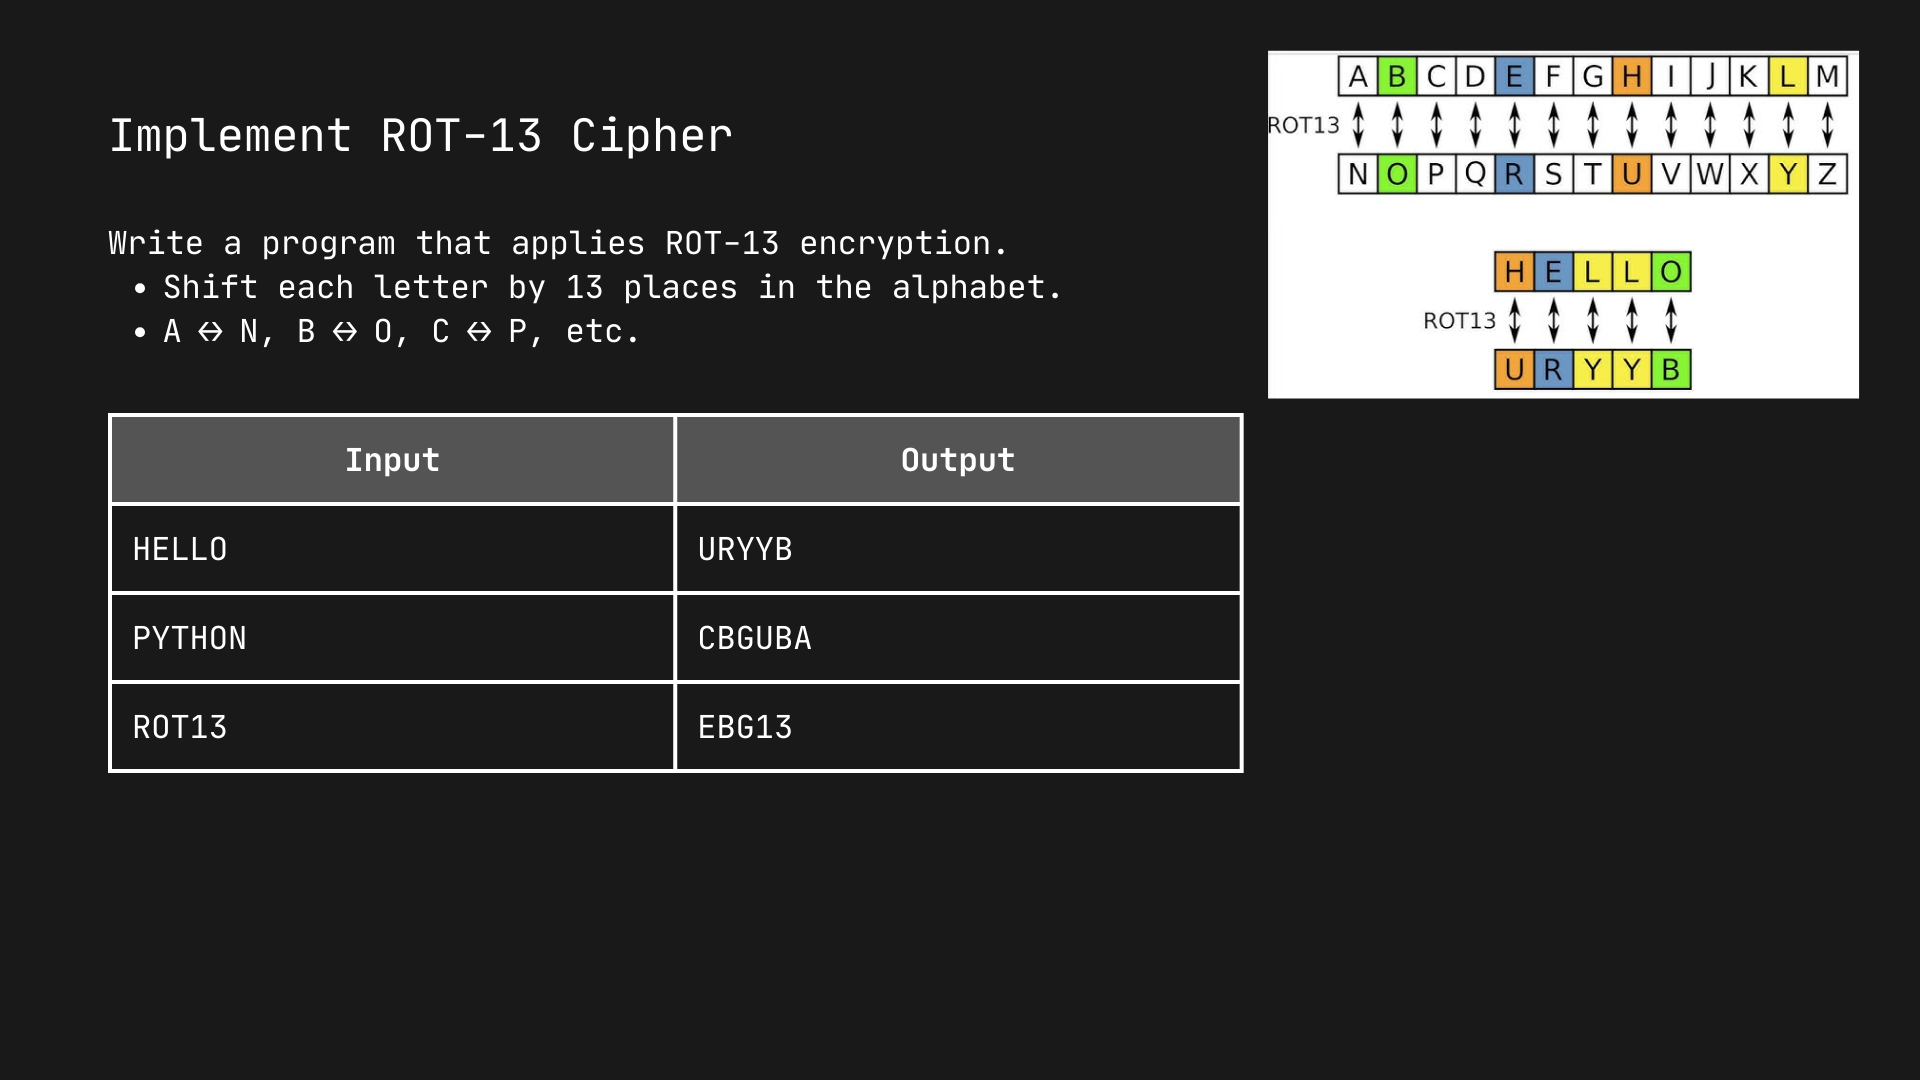 Implement ROT-13 Cipher
Write a program that applies ROT-13 encryption.
• Shift each letter by 13 places in the alphabet.
• A ↔ N, B ↔ O, C ↔ P, etc.
Input Output
HELLO URYYB
PYTHON CBGUBA
ROT13 EBG13
A B C D E F G H I J K L M
ROT13
N O P Q R S T U V W X Y Z
H E L L O
ROT13
U R Y Y B